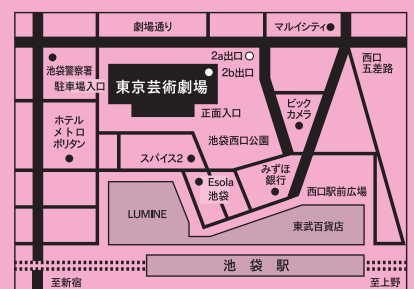 劇場通り
マルイシティ
2a出口
西口
五差路
池袋警察署
2b出口
駐車場入口
東京芸術劇場
正面入口
ビック
カメラ
ホテル
メトロ
ポリタン
池袋西口公園
スパイス2
みずほ
銀行
Esola
池袋
西口駅前広場
LUMINE
東武百貨店
池袋駅
至新宿
至上野